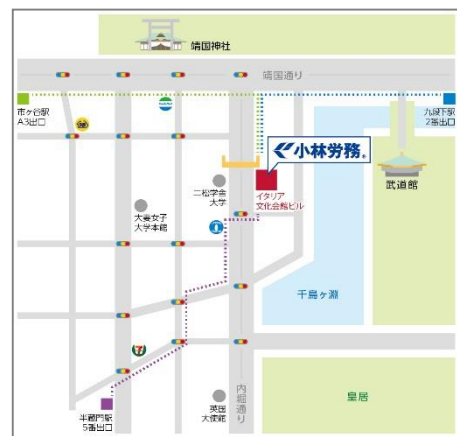 靖国神社
靖国通り
市ヶ谷駅
A3出口
九段下駅
2番出口
小林労務
武道館
二松学舎
大学
イタリア
文化会館ビル
大妻女子
大学本館
千鳥ヶ淵
7
半蔵門駅
5番出口
英国
大使館
内堀通り
皇居